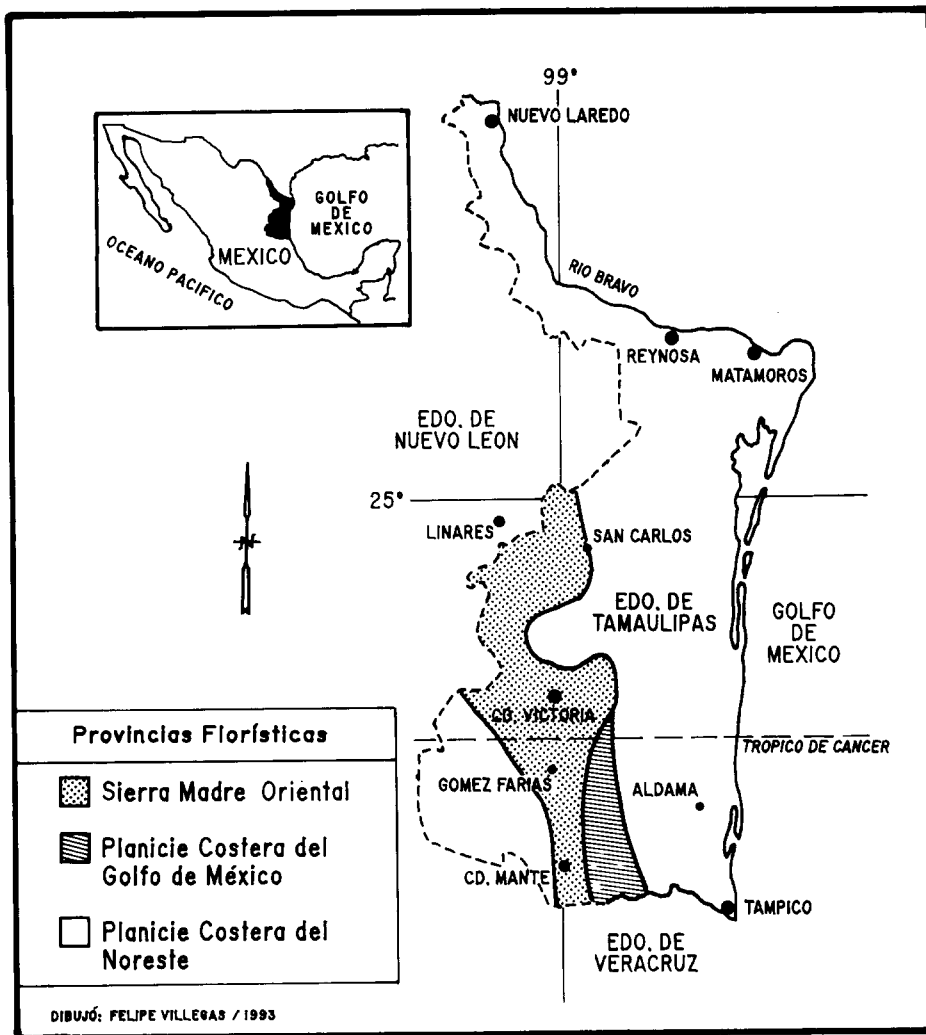 99°
NUEVO LAREDO
GOLFO
DE
MEXICO
MEXICO
OCEANO PACIFICO
RIO BRAVO
REYNOSA
MATAMOROS
EDO. DE
NUEVO LEON
25°
LINARES
SAN CARLOS
EDO. DE
TAMAULIPAS
GOLFO
DE
MEXICO
N
CD. VICTORIA
TROPICO DE CANCER
GOMEZ FARIAS
ALDAMA
CD. MANTE
TAMPICO
EDO. DE
VERACRUZ
Provincias Florísticas
Sierra Madre Oriental
Planicie Costera del
Golfo de México
Planicie Costera del
Noreste
DIBUJÓ: FELIPE VILLEGAS / 1993